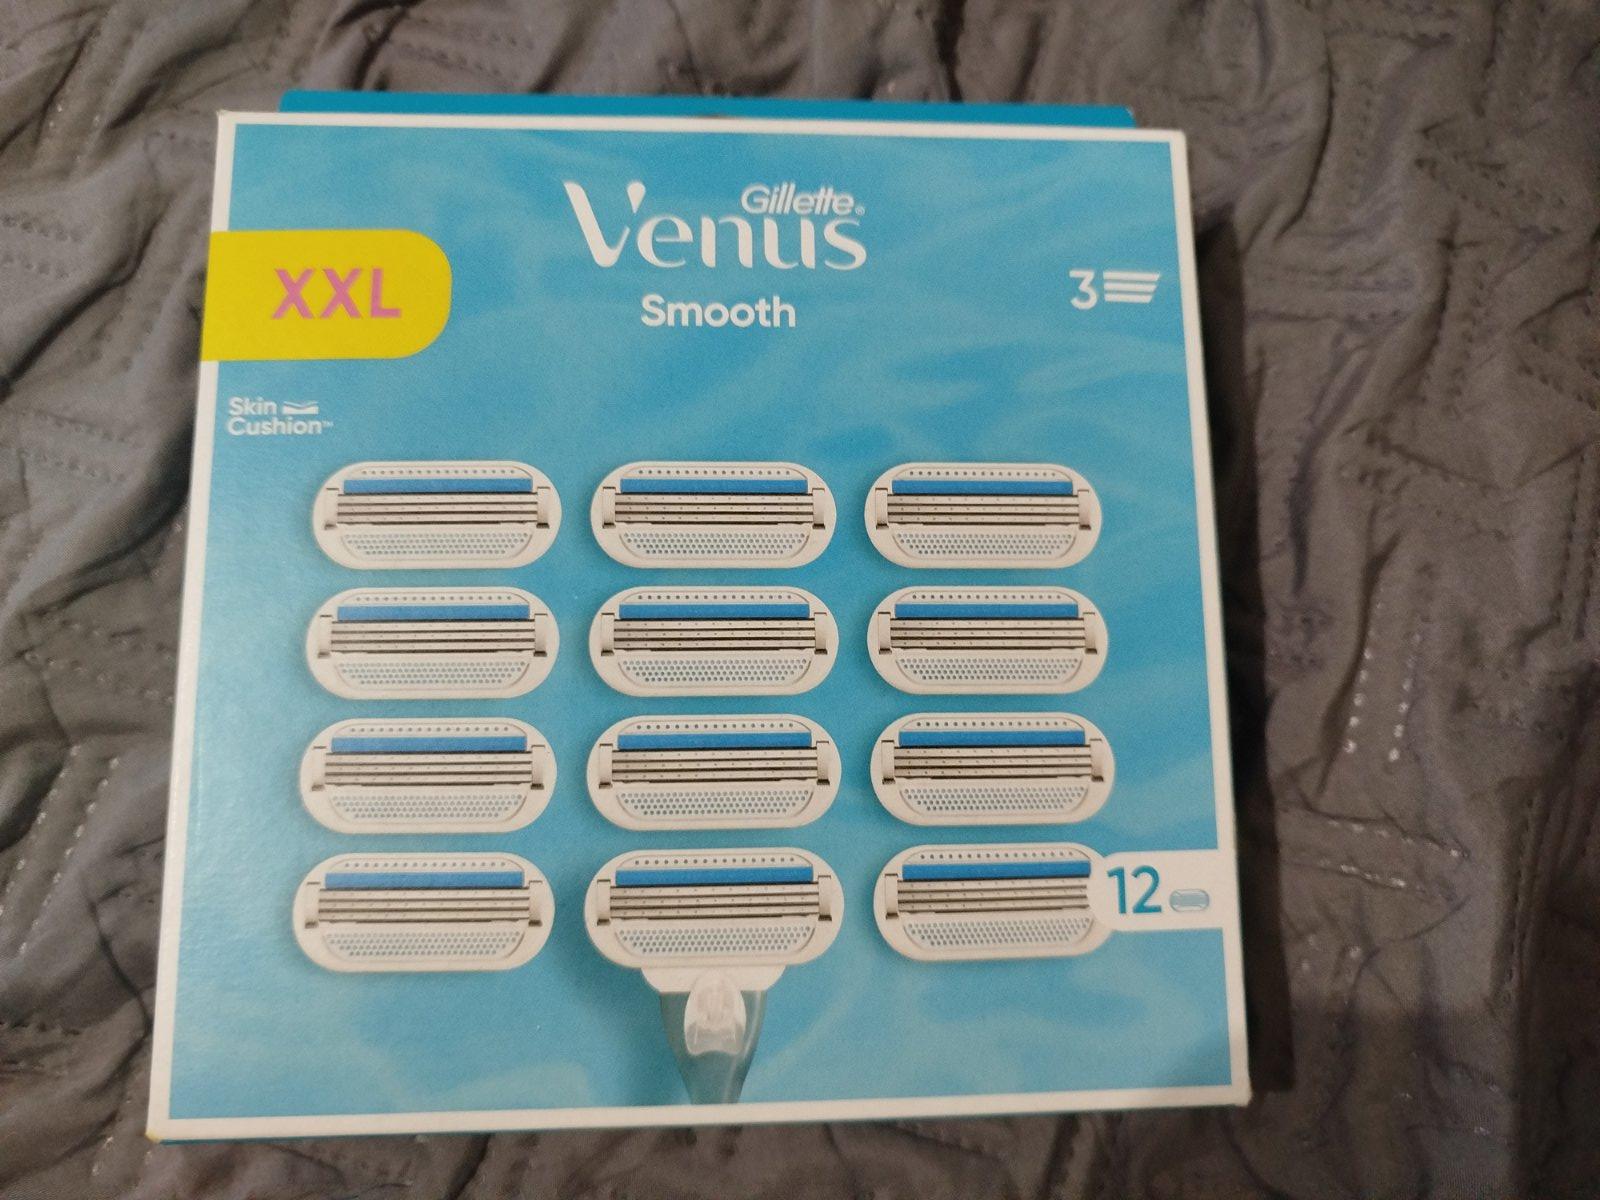 Gillette®
Venus
Smooth
XXL
3
Skin
Cushion™
12